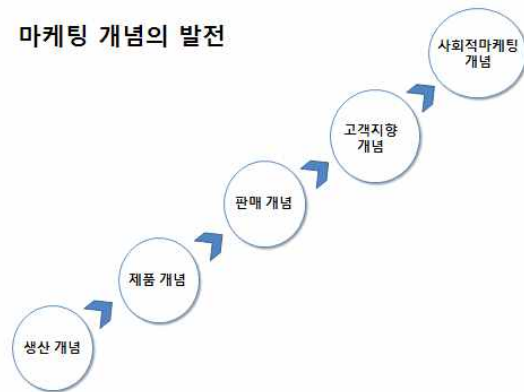 마케팅 개념의 발전
사회적마케팅
개념
고객지향
개념
판매 개념
제품 개념
생산 개념